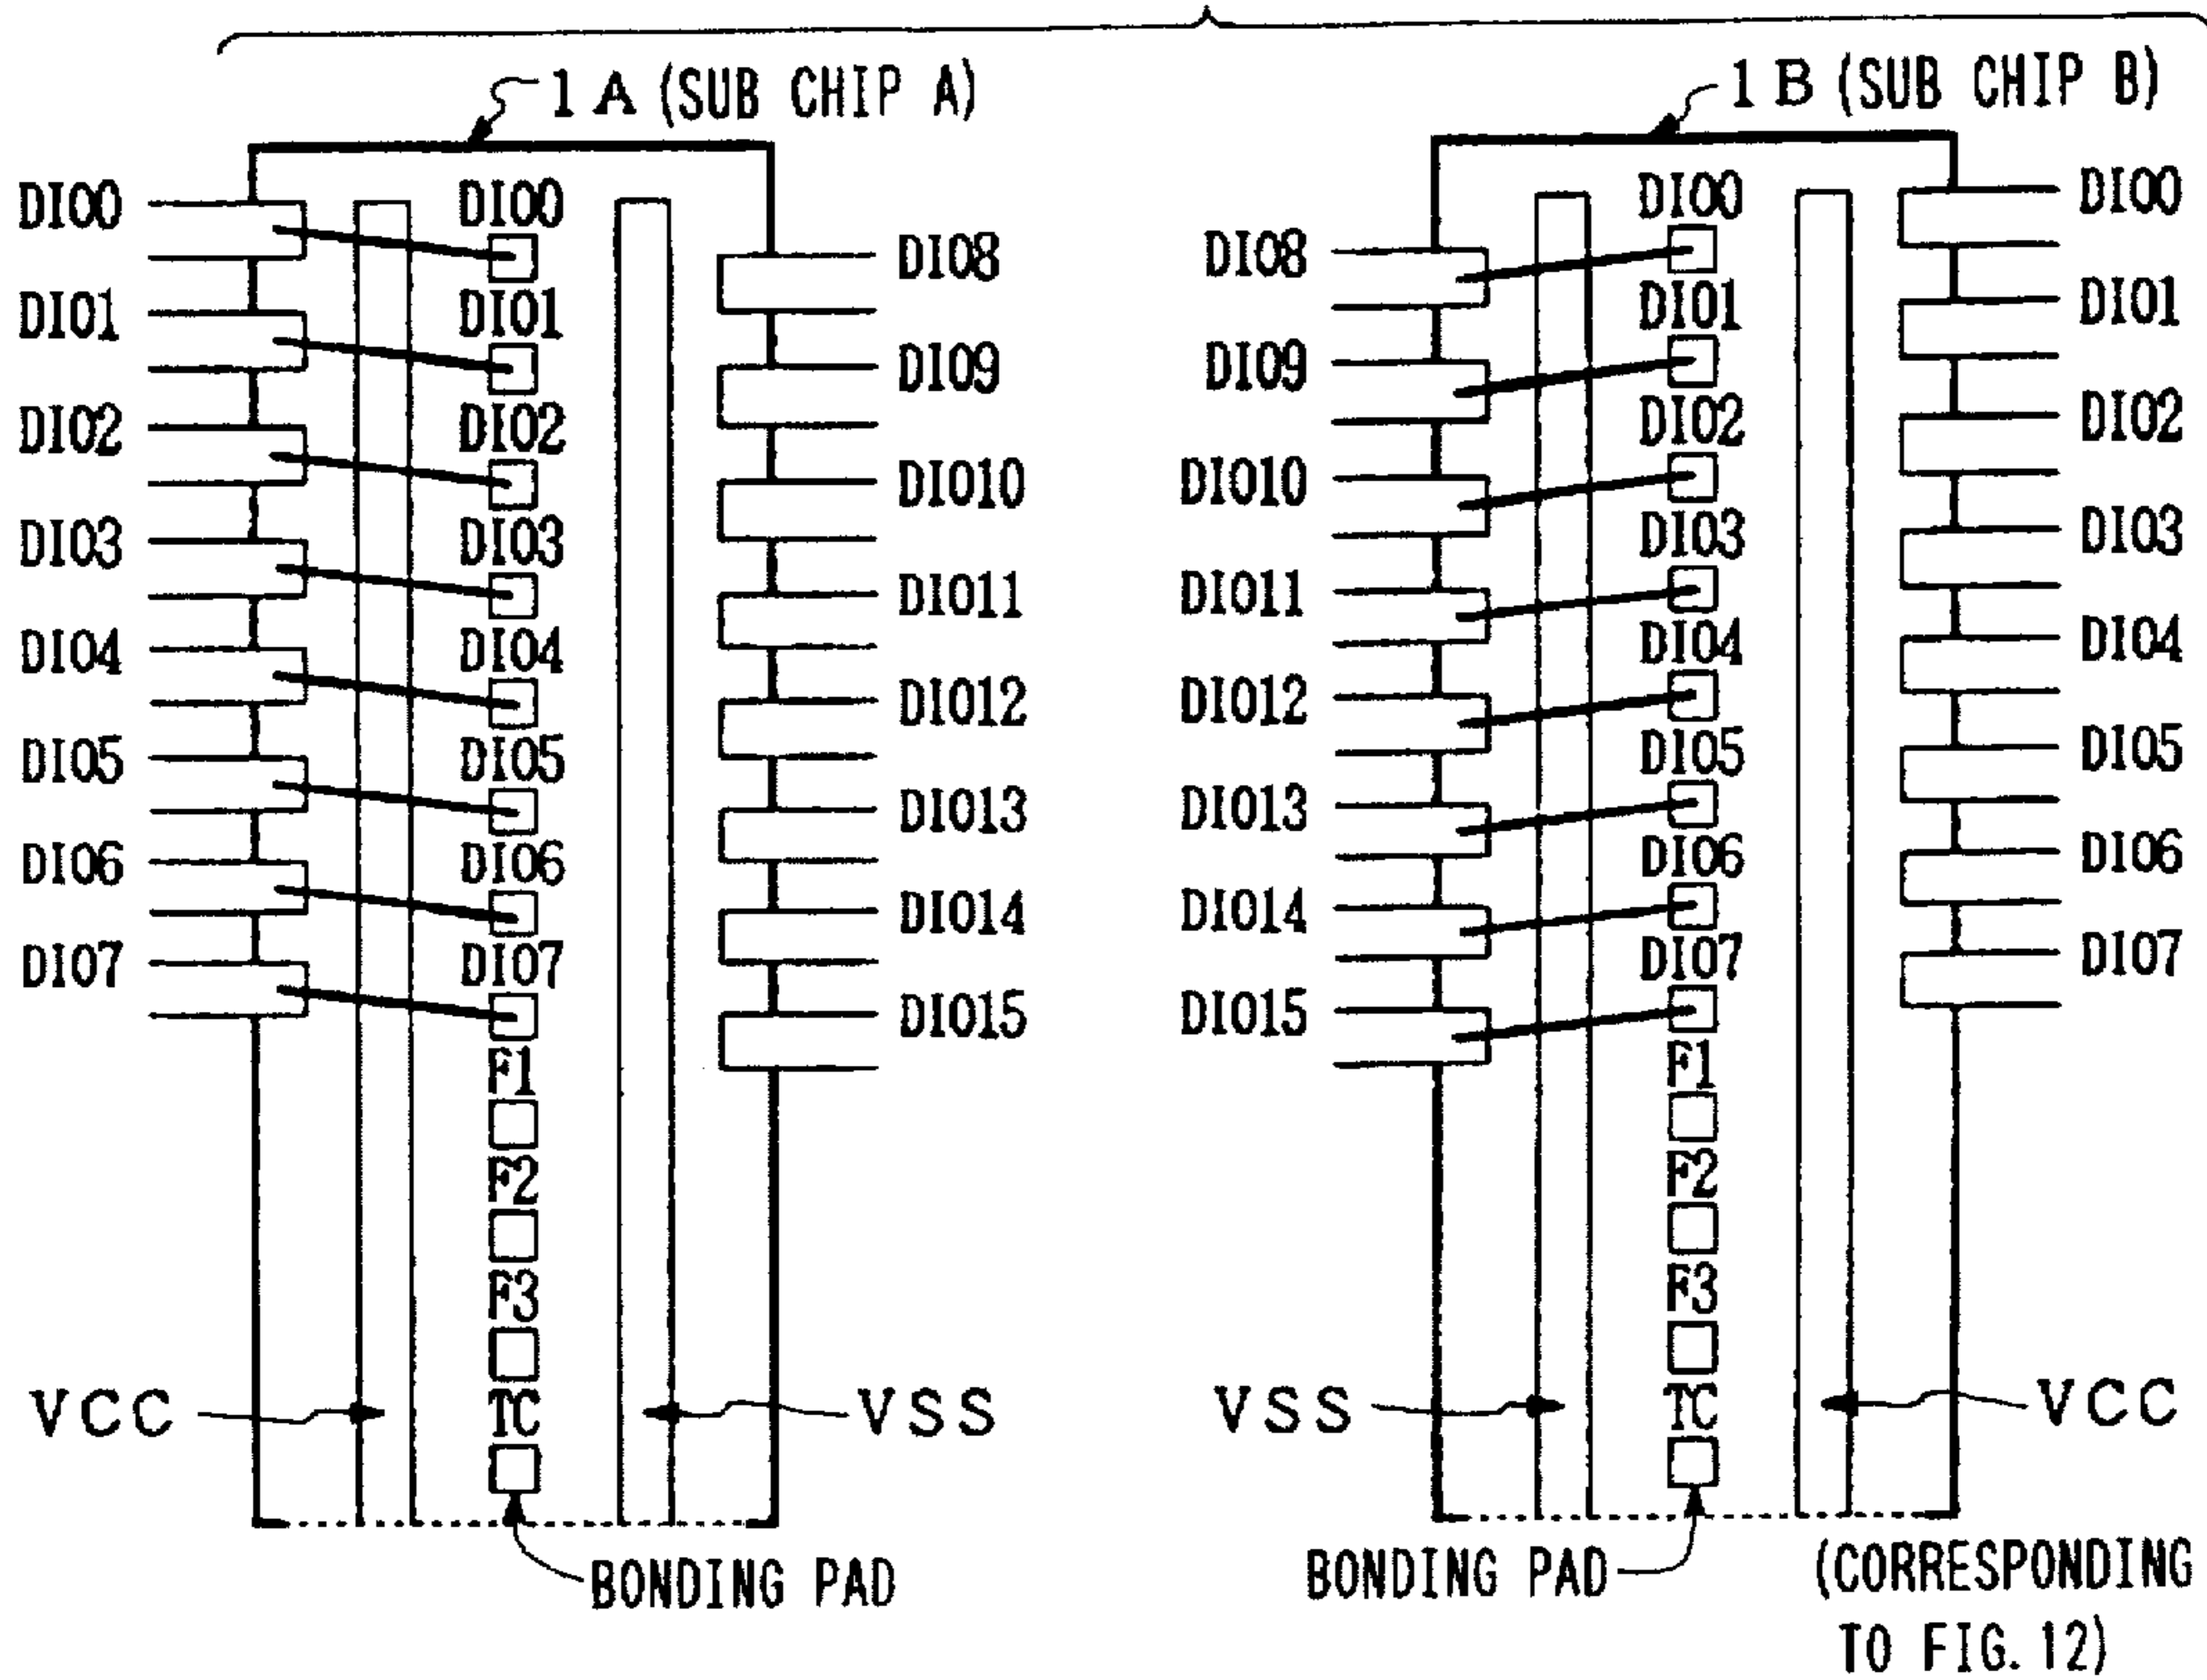 1A (SUB CHIP A)
DIO0
DIO1
DIO2
DIO3
DIO4
DIO5
DIO6
DIO7
DIO0
DIO1
DIO2
DIO3
DIO4
DIO5
DIO6
DIO7
F1
F2
F3
TC
DIO8
DIO9
DIO10
DIO11
DIO12
DIO13
DIO14
DIO15
VCC
VSS
BONDING PAD
1B (SUB CHIP B)
DIO8
DIO9
DIO10
DIO11
DIO12
DIO13
DIO14
DIO15
DIO0
DIO1
DIO2
DIO3
DIO4
DIO5
DIO6
DIO7
F1
F2
F3
TC
DIO0
DIO1
DIO2
DIO3
DIO4
DIO5
DIO6
DIO7
VSS
VCC
BONDING PAD
(CORRESPONDING
TO FIG. 12)